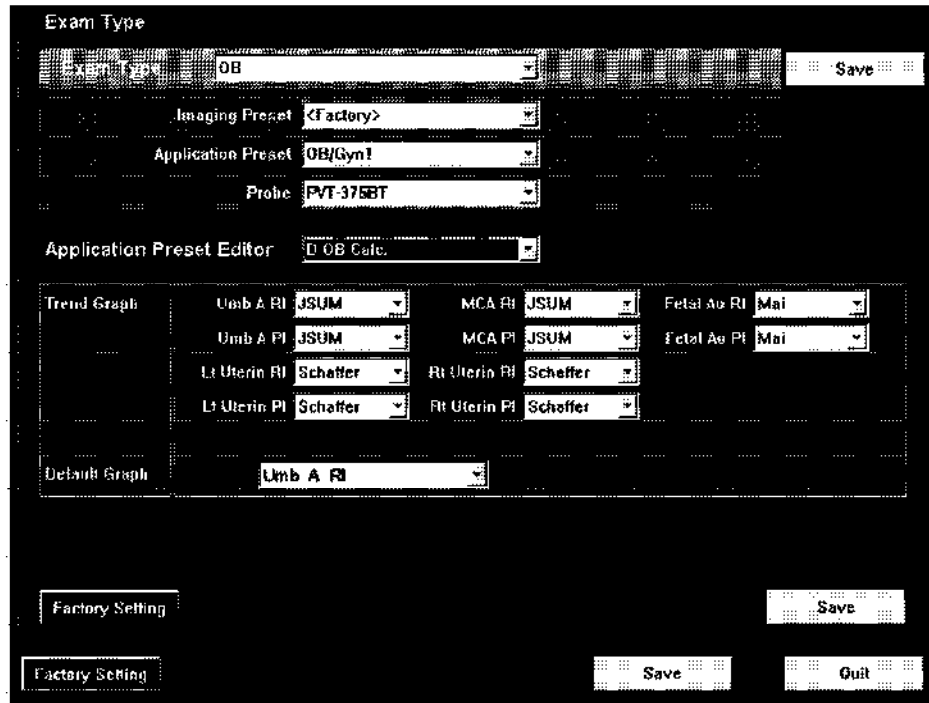 Exam Type
Exam Type OB Save
Imaging Preset <Factory>
Application Preset OB/Gyn1
Probe PVT-375BT
Application Preset Editor D OB Calc.
Trend Graph Umb A RI JSUM MCA RI JSUM Fetal Ao RI Mai
Umb A PI JSUM MCA PI JSUM Fetal Ao PI Mai
Lt Uterin RI Schaffer Rt Uterin RI Schaffer
Lt Uterin PI Schaffer Rt Uterin PI Schaffer
Default Graph Umb A RI
Factory Setting Save
Factory Setting Save Quit